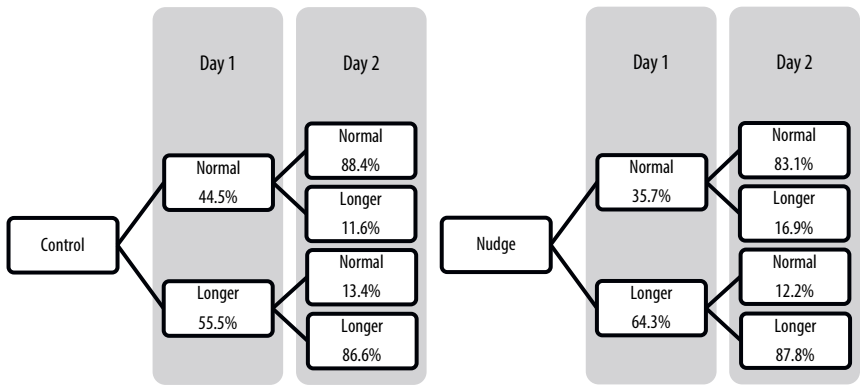 Day 1
Day 2
Control
Normal
44.5%
Longer
55.5%
Normal
88.4%
Longer
11.6%
Normal
13.4%
Longer
86.6%
Day 1
Day 2
Nudge
Normal
35.7%
Longer
64.3%
Normal
83.1%
Longer
16.9%
Normal
12.2%
Longer
87.8%